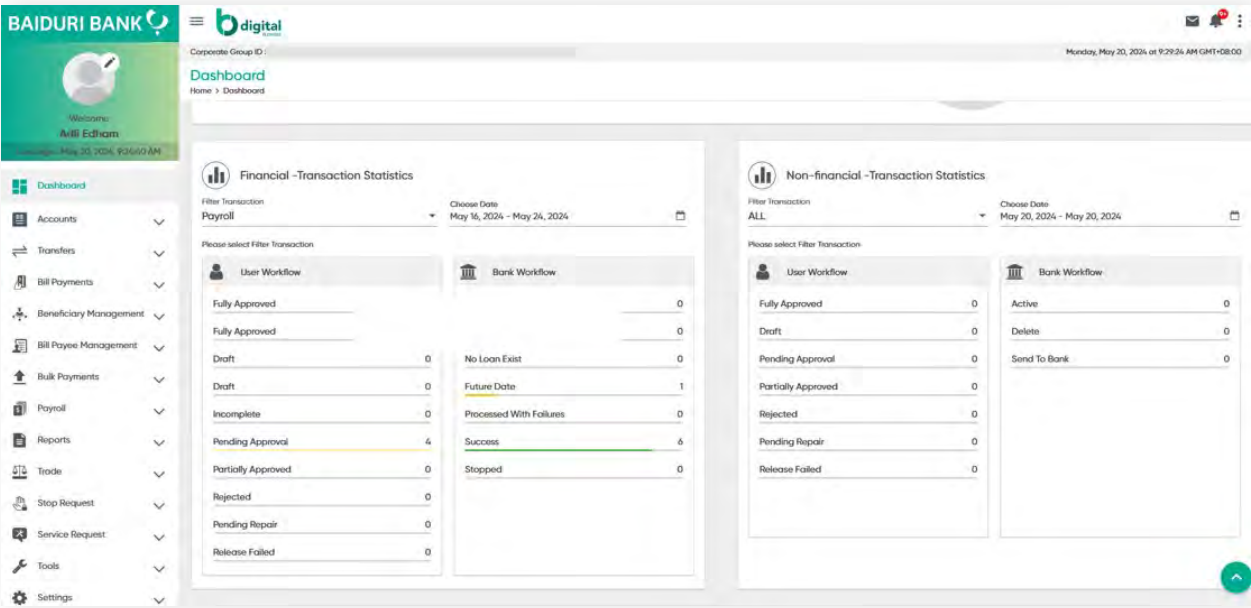 BAIDURI BANK
digital
9+
Corporate Group ID :
Monday, May 20, 2024 at 9:29:24 AM GMT+08:00
Dashboard
Home > Dashboard
Welcome
Edham
May 20, 2024, AM
Dashboard
Accounts
Transfers
Bill Payments
Beneficiary Management
Bill Payee Management
Bulk Payments
Payroll
Reports
Trade
Stop Request
Service Request
Tools
Settings
Financial -Transaction Statistics
Filter Transaction
Payroll
Choose Date
May 16, 2024 - May 24, 2024
Please select Filter Transaction
User Workflow
Fully Approved
Fully Approved
Draft 0
Draft 0
Incomplete 0
Pending Approval 4
Partially Approved 0
Rejected 0
Pending Repair 0
Release Failed 0
Bank Workflow
0
0
No Loan Exist 0
Future Date 1
Processed With Failures 0
Success 6
Stopped 0
Non-financial -Transaction Statistics
Filter Transaction
ALL
Choose Date
May 20, 2024 - May 20, 2024
Please select Filter Transaction
User Workflow
Fully Approved 0
Draft 0
Pending Approval 0
Partially Approved 0
Rejected 0
Pending Repair 0
Release Failed 0
Bank Workflow
Active 0
Delete 0
Send To Bank 0